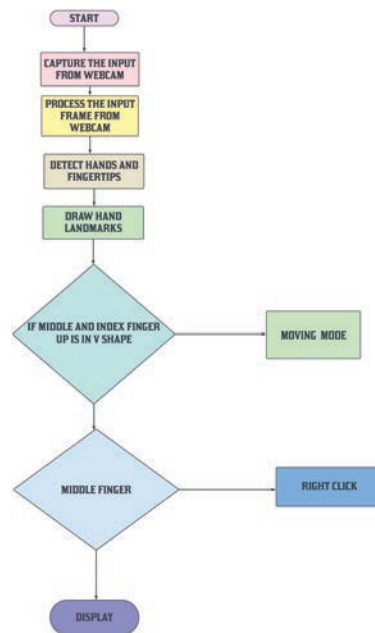 START
CAPTURE THE INPUT
FROM WEBCAM
PROCESS THE INPUT
FRAME FROM
WEBCAM
DETECT HANDS AND
FINGERTIPS
DRAW HAND
LANDMARKS
IF MIDDLE AND INDEX FINGER
UP IS IN V SHAPE
MOVING MODE
MIDDLE FINGER
RIGHT CLICK
DISPLAY